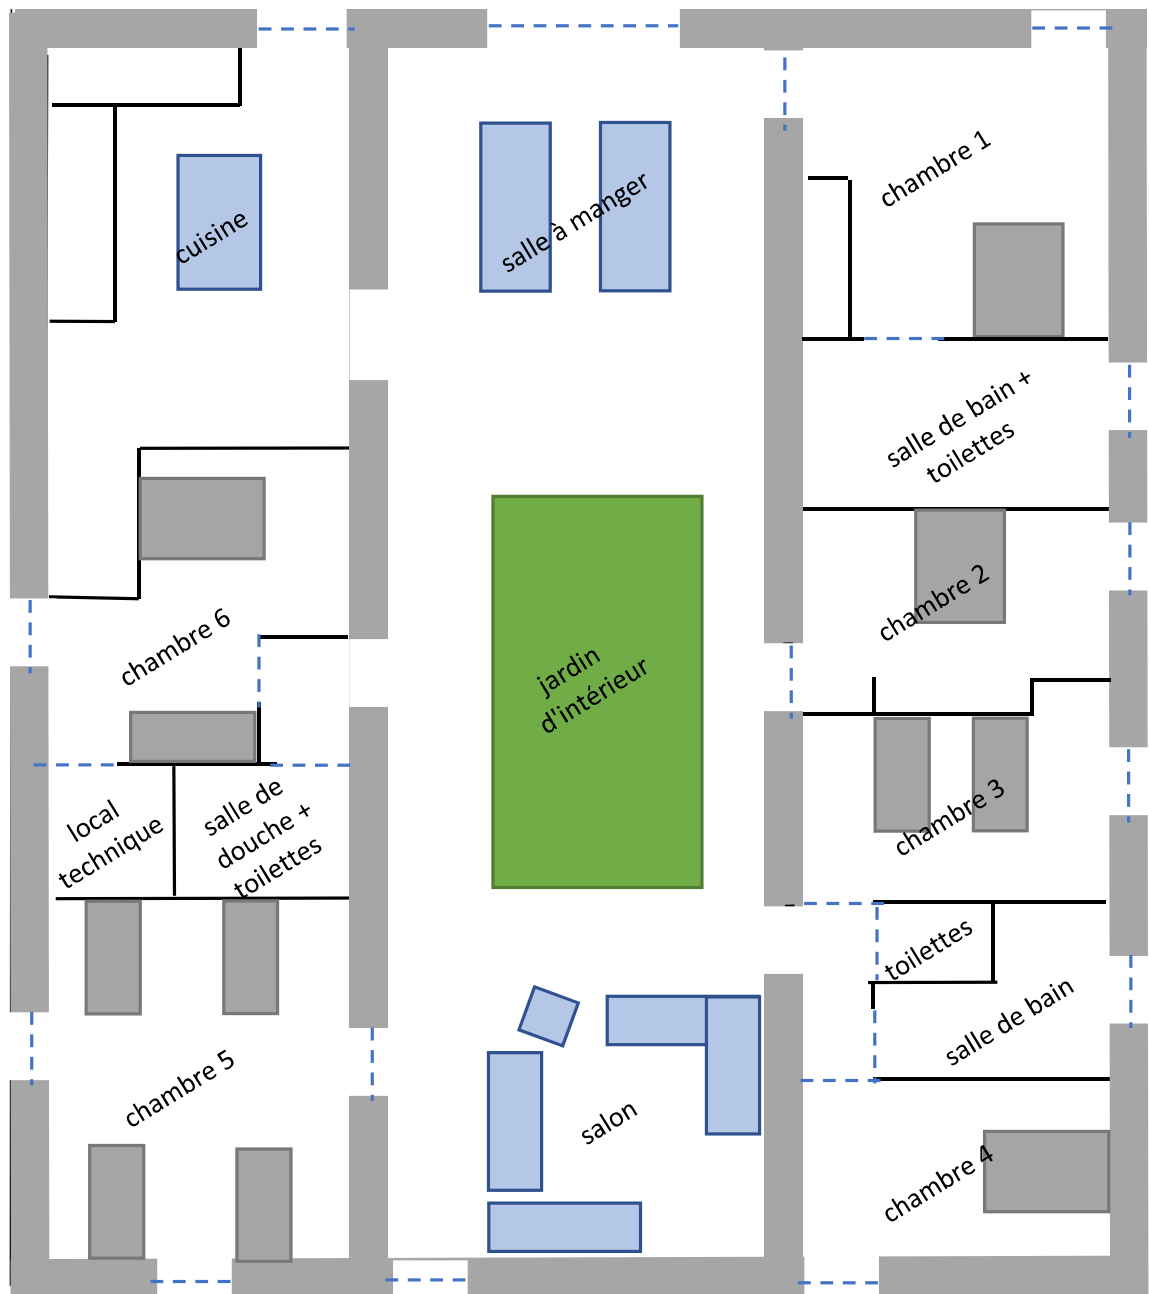 cuisine
salle à manger
chambre 1
salle de bain +
toilettes
chambre 2
chambre 6
jardin
d'intérieur
local
technique
salle de
douche +
toilettes
chambre 3
toilettes
salle de bain
chambre 5
salon
chambre 4